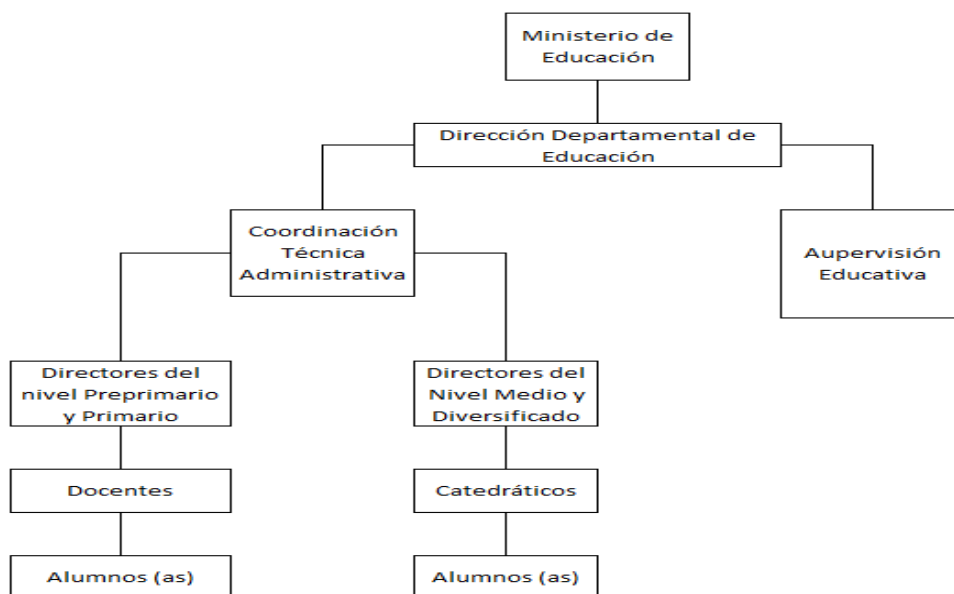 Ministerio de
Educación
Dirección Departamental de
Educación
Coordinación
Técnica
Administrativa
Aupervisión
Educativa
Directores del
nivel Preprimario
y Primario
Directores del
Nivel Medio y
Diversificado
Docentes
Catedráticos
Alumnos (as)
Alumnos (as)